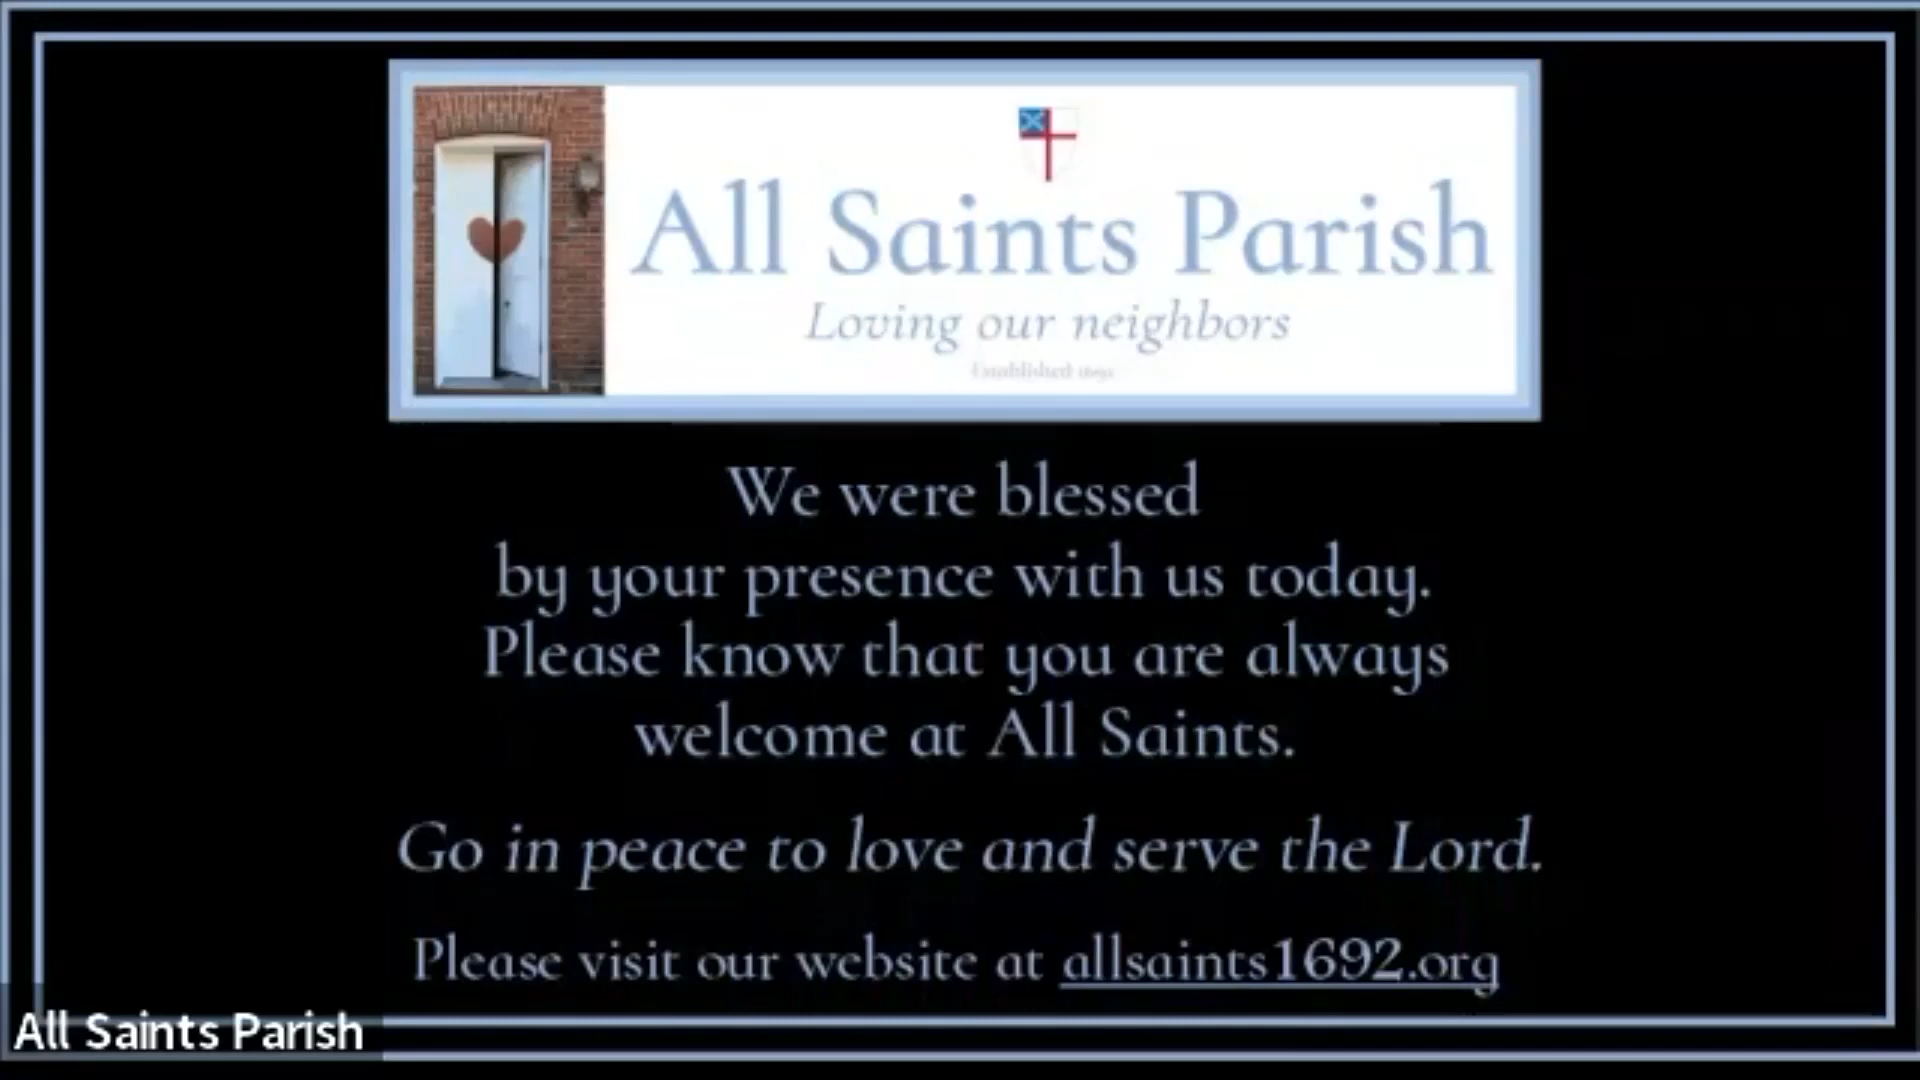 All Saints Parish
Loving our neighbors
Established 1692
We were blessed
by your presence with us today.
Please know that you are always
welcome at All Saints.
Go in peace to love and serve the Lord.
Please visit our website at allsaints1692.org
All Saints Parish